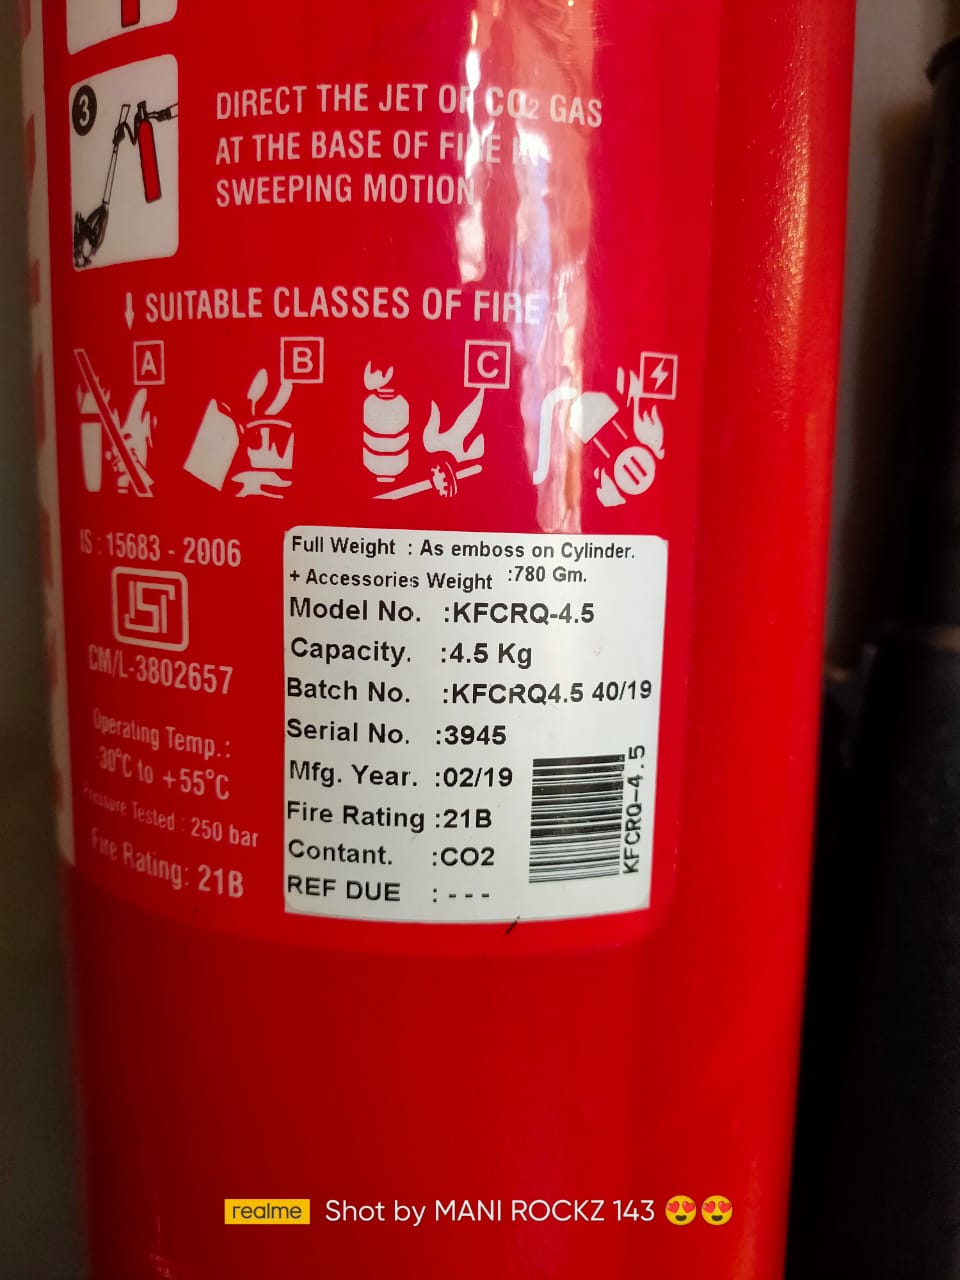 3
DIRECT THE JET OF CO2 GAS
AT THE BASE OF FIRE IN
SWEEPING MOTION
SUITABLE CLASSES OF FIRE
A
B
C
IS : 15683 - 2006
ISI
CM/L-3802657
Operating Temp.:
-30°C to +55°C
Pressure Tested : 250 bar
Fire Rating: 21B
Full Weight : As emboss on Cylinder.
+ Accessories Weight :780 Gm.
Model No. :KFCRQ-4.5
Capacity. :4.5 Kg
Batch No. :KFCRQ4.5 40/19
Serial No. :3945
Mfg. Year. :02/19
Fire Rating :21B
Contant. :CO2
REF DUE : - - -
KFCRQ-4.5
realme Shot by MANI ROCKZ 143 😍😍